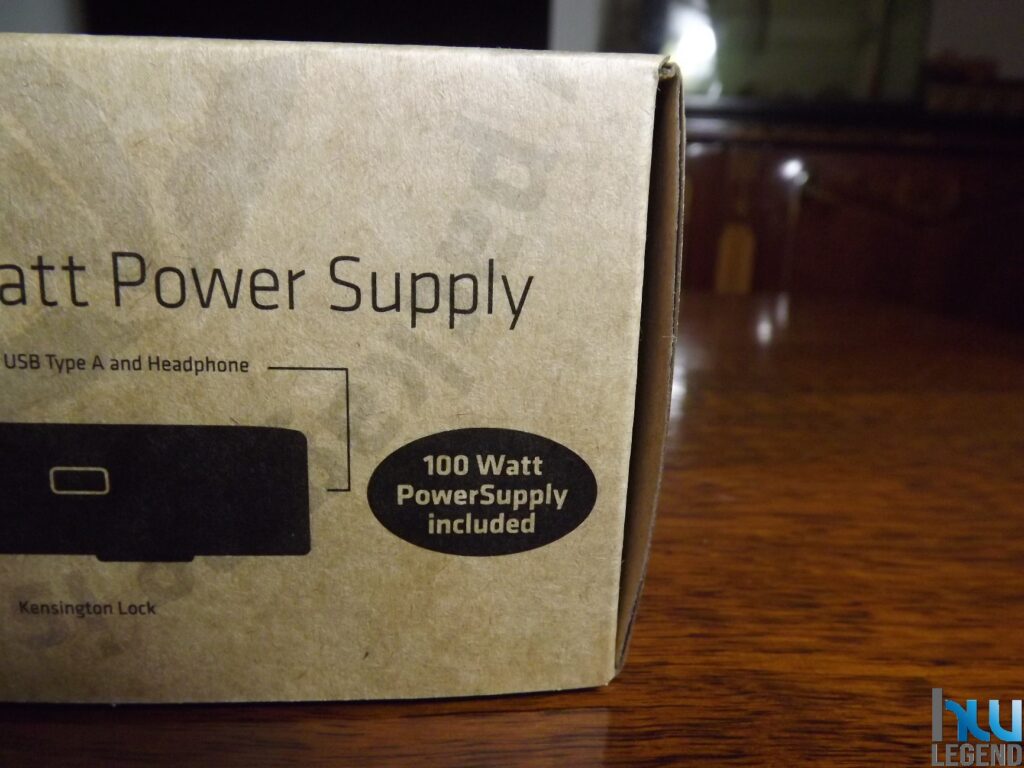 att Power Supply
USB Type A and Headphone
100 Watt
PowerSupply
included
Kensington Lock
LEGEND